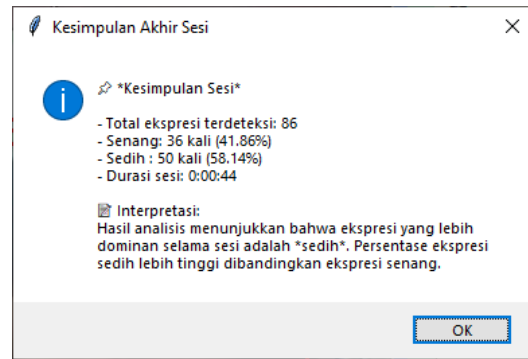 Kesimpulan Akhir Sesi
📌 *Kesimpulan Sesi*
- Total ekspresi terdeteksi: 86
- Senang: 36 kali (41.86%)
- Sedih : 50 kali (58.14%)
- Durasi sesi: 0:00:44
📝 Interpretasi:
Hasil analisis menunjukkan bahwa ekspresi yang lebih
dominan selama sesi adalah *sedih*. Persentase ekspresi
sedih lebih tinggi dibandingkan ekspresi senang.
OK